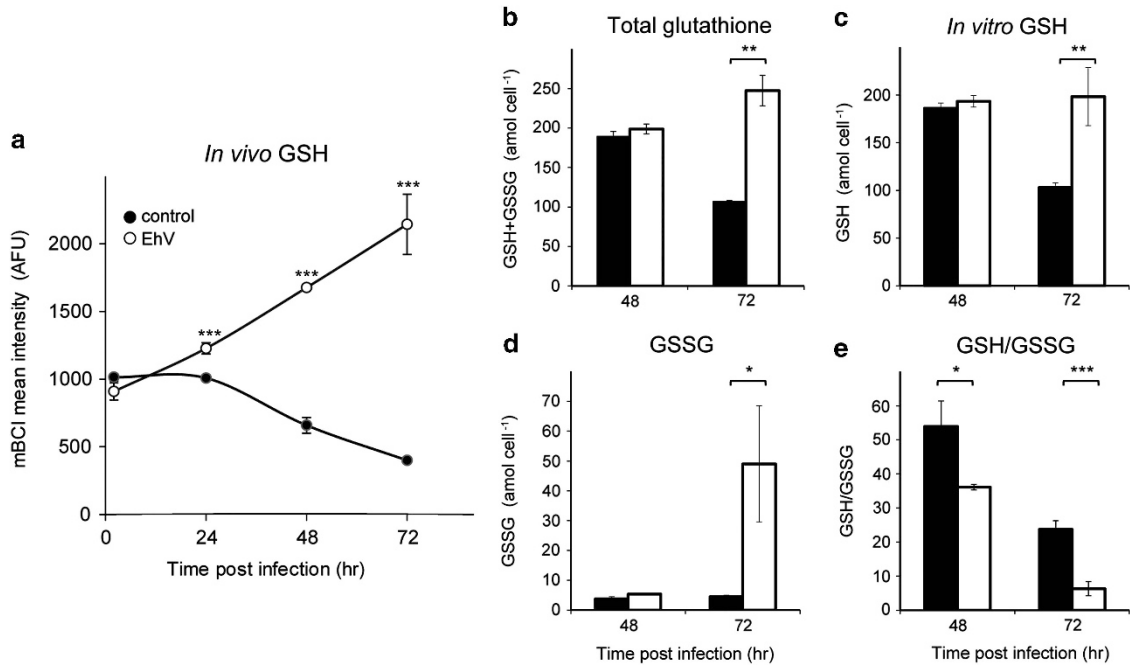 a
In vivo GSH
control
EhV
***
***
***
mBCI mean intensity (AFU)
2000
1500
1000
500
0
0 24 48 72
Time post infection (hr)
b
Total glutathione
**
GSH+GSSG (amol cell-1)
250
200
150
100
50
0
48 72
c
In vitro GSH
**
GSH (amol cell-1)
200
150
100
50
0
48 72
d
GSSG
*
GSSG (amol cell-1)
70
60
50
40
30
20
10
0
48 72
Time post infection (hr)
e
GSH/GSSG
* ***
GSH/GSSG
60
50
40
30
20
10
0
48 72
Time post infection (hr)